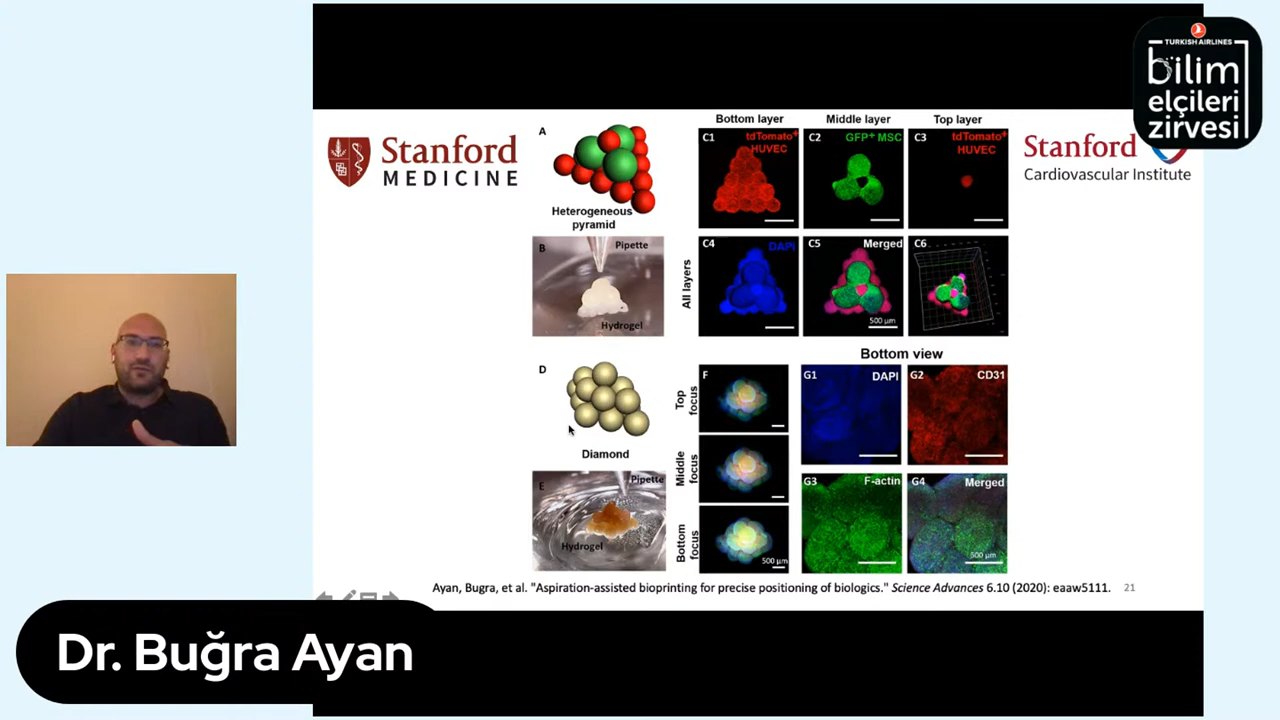 TURKISH AIRLINES
bilim
elçileri
zirvesi
Stanford
MEDICINE
Stanford
Cardiovascular Institute
A
Heterogeneous
pyramid
B
Pipette
Hydrogel
Bottom layer
Middle layer
Top layer
C1
tdTomato+
HUVEC
C2
GFP+ MSC
C3
tdTomato+
HUVEC
All layers
C4
DAPI
C5
Merged
500 µm
C6
D
Diamond
E
Pipette
Hydrogel
F
Top
focus
Middle
focus
Bottom
focus
500 µm
Bottom view
G1
DAPI
G2
CD31
G3
F-actin
G4
Merged
500 µm
Ayan, Bugra, et al. "Aspiration-assisted bioprinting for precise positioning of biologics." Science Advances 6.10 (2020): eaaw5111.
21
Dr. Buğra Ayan